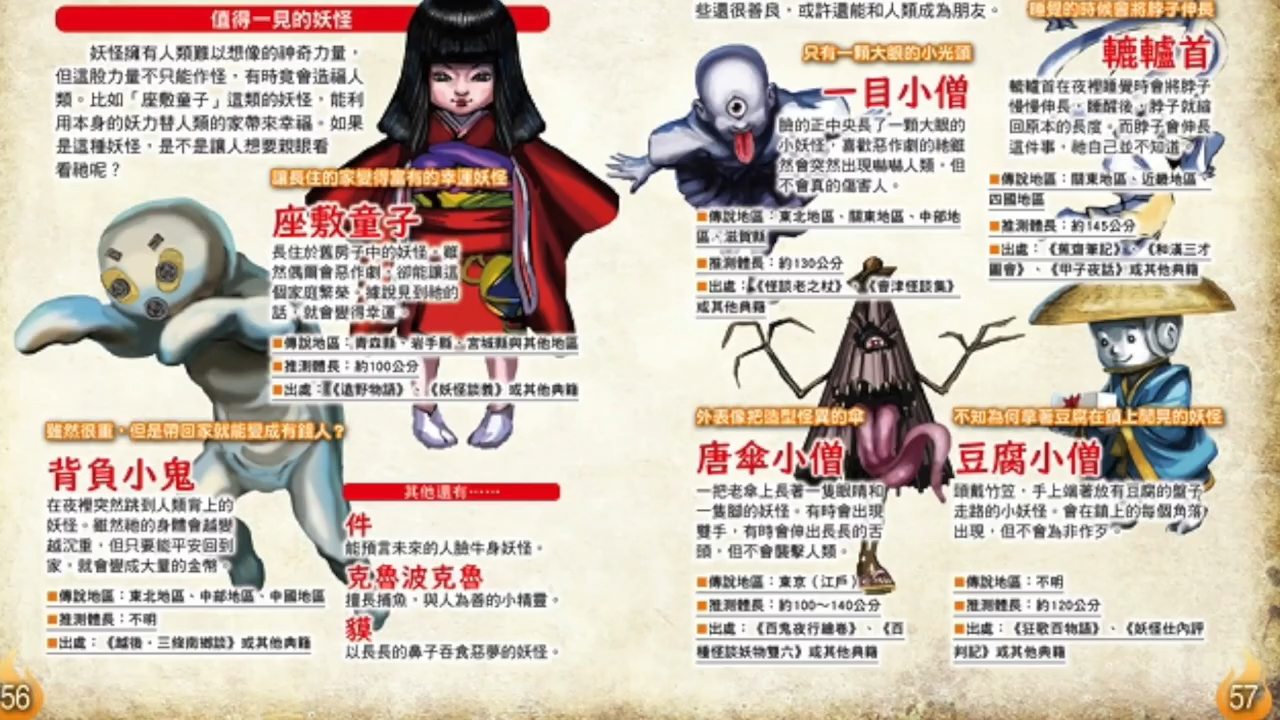 值得一見的妖怪
妖怪擁有人類難以想像的神奇力量，
但這股力量不只能作怪，有時竟會造福人
類。比如「座敷童子」這類的妖怪，能利
用本身的妖力替人類的家帶來幸福。如果
是這種妖怪，是不是讓人想要親眼看
看祂呢？
讓長住的家變得富有的幸運妖怪
座敷童子
長住於舊房子中的妖怪，雖
然偶爾會惡作劇，卻能讓這
個家庭繁榮，據說見到祂的
話，就會變得幸運。
■傳說地區：青森縣、岩手縣、宮城縣與其他地區
■推測體長：約100公分
■出處：《遠野物語》、《妖怪談義》或其他典籍
雖然很重，但是帶回家就能變成有錢人？
背負小鬼
在夜裡突然跳到人類背上的
妖怪。雖然祂的身體會越變
越沉重，但只要能平安回到
家，就會變成大量的金幣。
■傳說地區：東北地區、中部地區、中國地區
■推測體長：不明
■出處：《越後・三條南鄉談》或其他典籍
其他還有……
件
能預言未來的人臉牛身妖怪。
克魯波克魯
擅長捕魚，與人為善的小精靈。
貘
以長長的鼻子吞食惡夢的妖怪。
56
些還很善良，或許還能和人類成為朋友。
只有一顆大眼的小光頭
一目小僧
臉的正中央長了一顆大眼的
小妖怪，喜歡惡作劇的祂雖
然會突然出現嚇嚇人類，但
不會真的傷害人。
■傳說地區：東北地區、關東地區、中部地
區、滋賀縣
■推測體長：約130公分
■出處：《怪談老之杖》、《會津怪談集》
或其他典籍
睡覺的時候會將脖子伸長
轆轤首
轆轤首在夜裡睡覺時會將脖子
慢慢伸長，睡醒後，脖子就縮
回原本的長度。而脖子會伸長
這件事，祂自己並不知道。
■傳說地區：關東地區、近畿地區、
四國地區
■推測體長：約145公分
■出處：《蕉齋筆記》、《和漢三才
圖會》、《甲子夜話》或其他典籍
外表像把造型怪異的傘
唐傘小僧
一把老傘上長著一隻眼睛和
一隻腳的妖怪。有時會出現
雙手，有時會伸出長長的舌
頭，但不會襲擊人類。
■傳說地區：東京（江戶）
■推測體長：約100～140公分
■出處：《百鬼夜行繪卷》、《百
種怪談妖物雙六》或其他典籍
不知為何拿著豆腐在鎮上閒晃的妖怪
豆腐小僧
頭戴竹笠，手上端著放有豆腐的盤子
走路的小妖怪。會在鎮上的每個角落
出現，但不會為非作歹。
■傳說地區：不明
■推測體長：約120公分
■出處：《狂歌百物語》、《妖怪仕內評
判記》或其他典籍
57